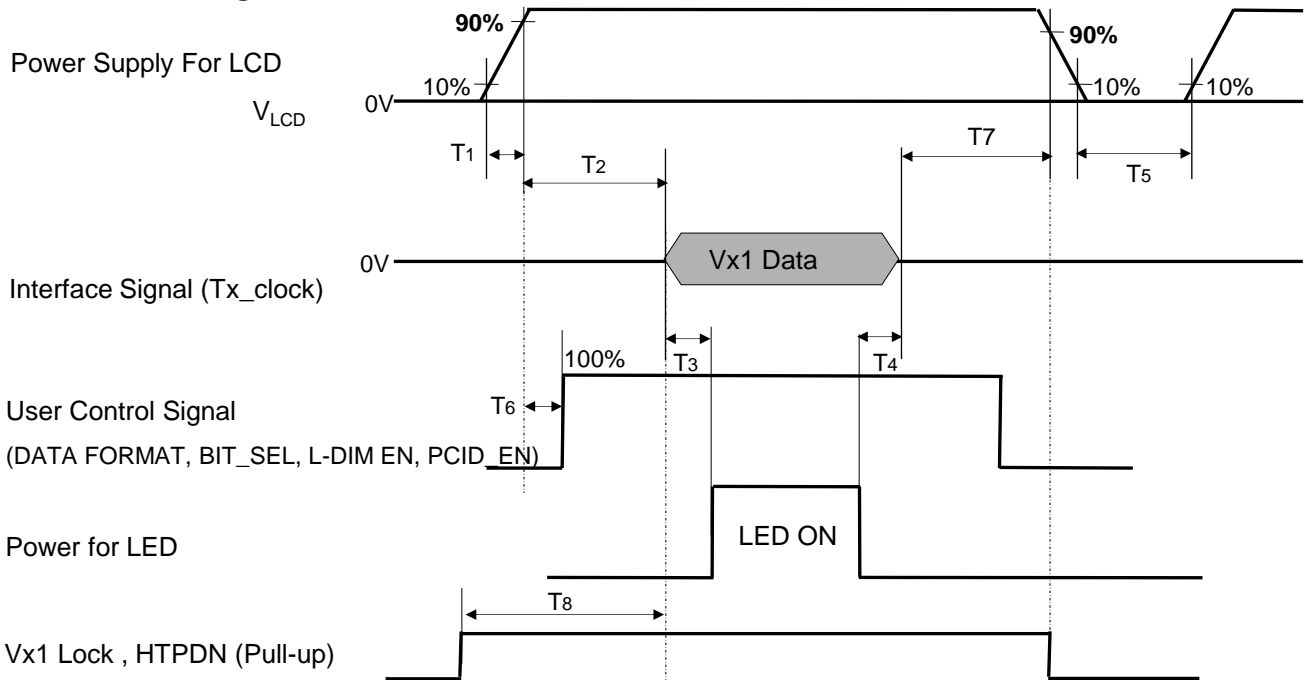 90%
90%
Power Supply For LCD
10%
10%
10%
VLCD
0V
T1
T2
T7
T5
0V
Vx1 Data
Interface Signal (Tx_clock)
100%
T3
T4
User Control Signal
T6
(DATA FORMAT, BIT_SEL, L-DIM EN, PCID_EN)
Power for LED
LED ON
T8
Vx1 Lock , HTPDN (Pull-up)